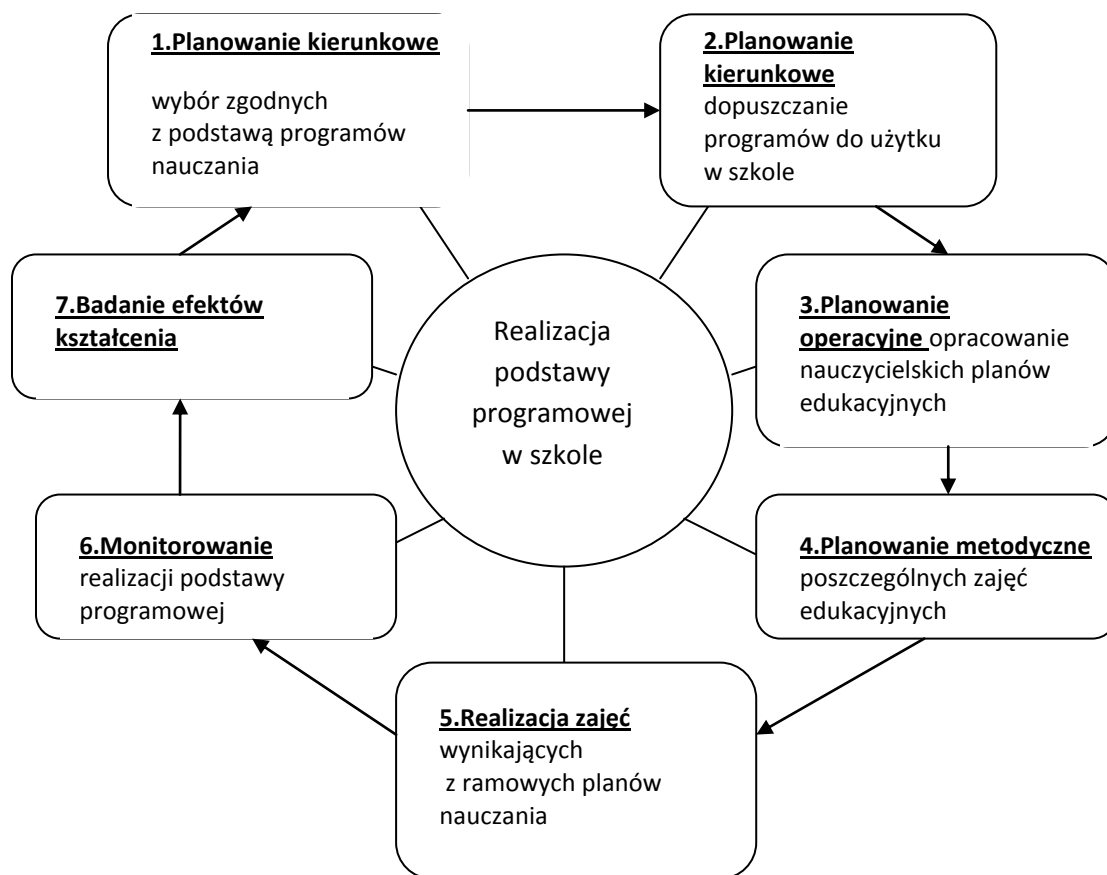 1.Planowanie kierunkowe
wybór zgodnych
z podstawą programów
nauczania
2.Planowanie
kierunkowe
dopuszczanie
programów do użytku
w szkole
3.Planowanie
operacyjne opracowanie
nauczycielskich planów
edukacyjnych
4.Planowanie metodyczne
poszczególnych zajęć
edukacyjnych
5.Realizacja zajęć
wynikających
z ramowych planów
nauczania
6.Monitorowanie
realizacji podstawy
programowej
7.Badanie efektów
kształcenia
Realizacja
podstawy
programowej
w szkole